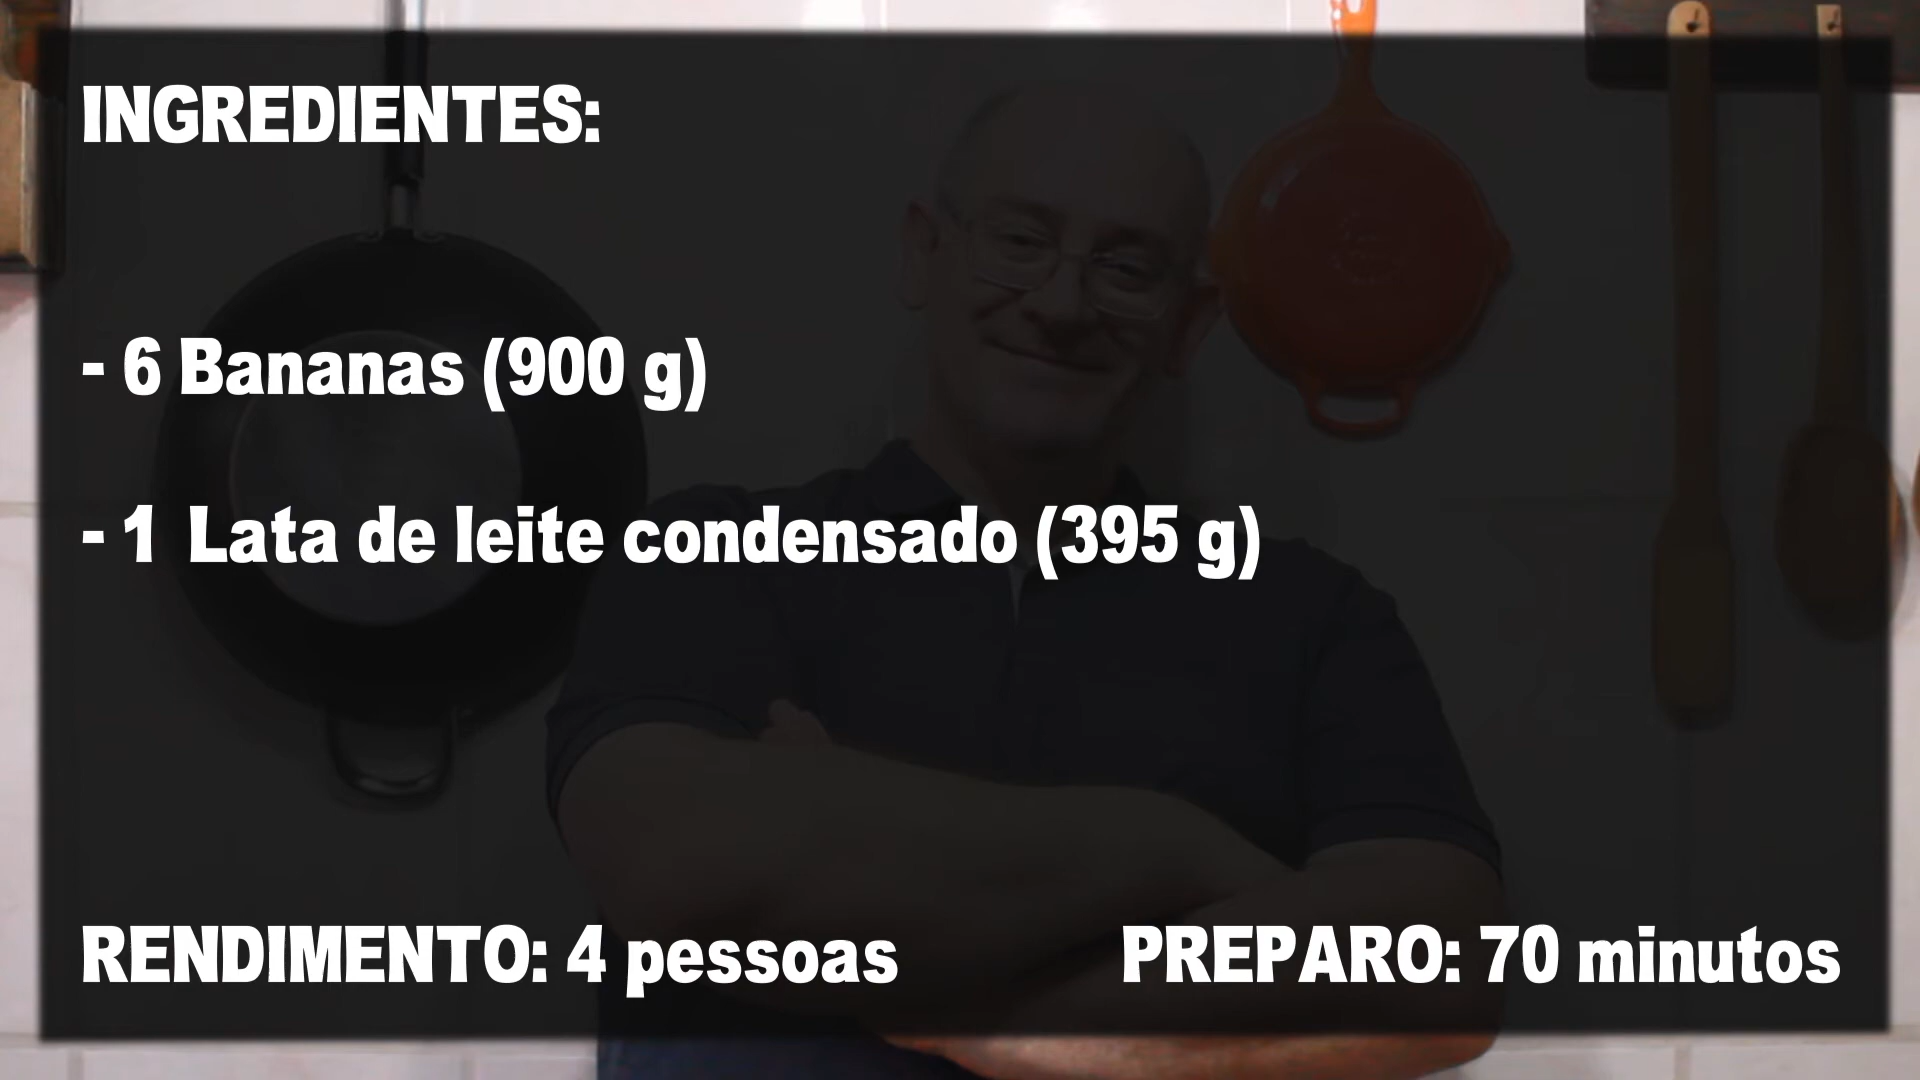 INGREDIENTES:
- 6 Bananas (900 g)
- 1 Lata de leite condensado (395 g)
RENDIMENTO: 4 pessoas
PREPARO: 70 minutos